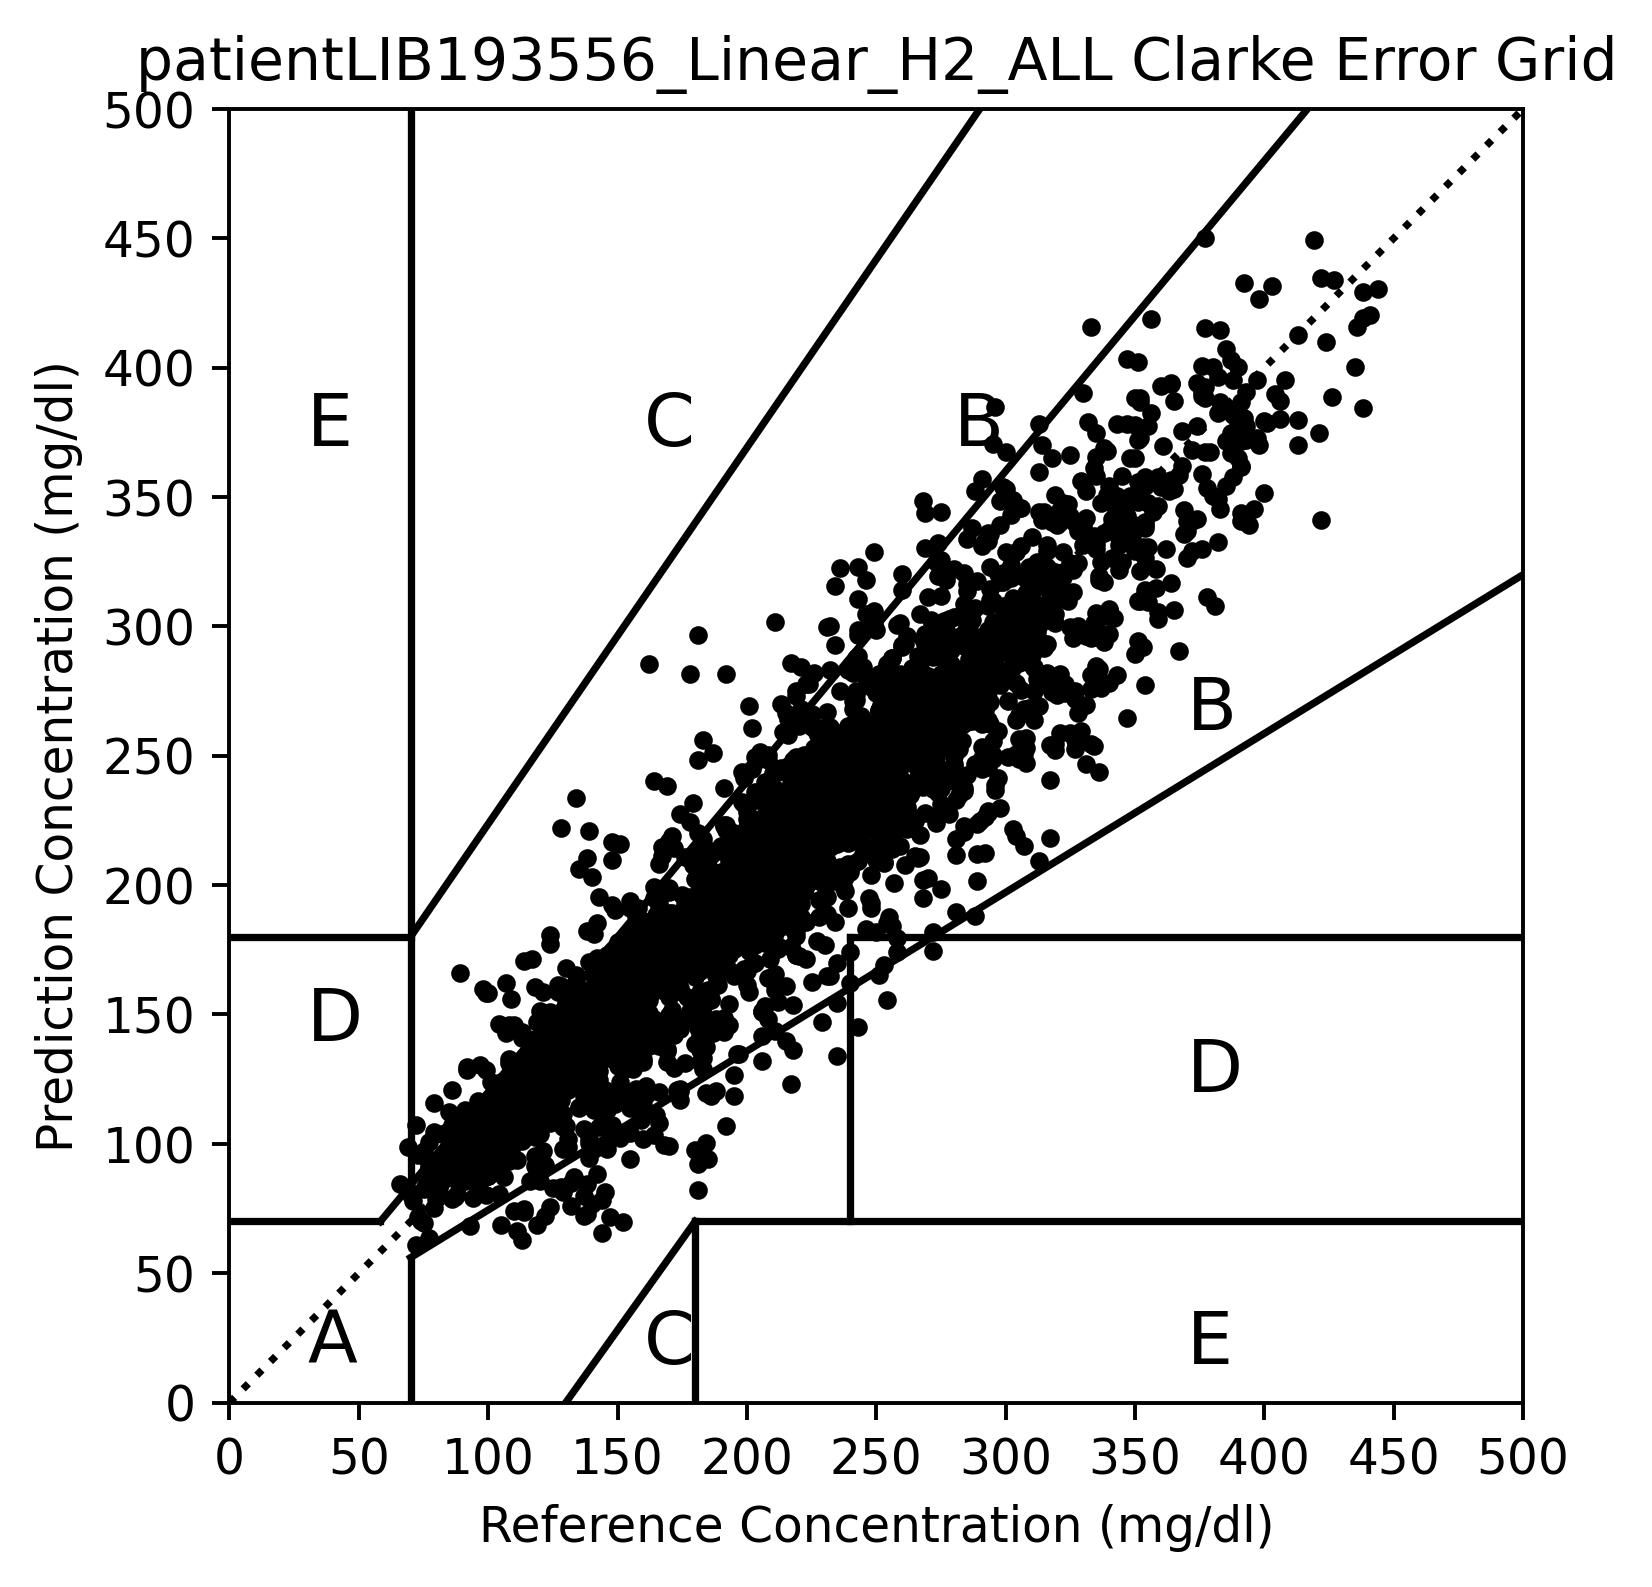 patientLIB193556_Linear_H2_ALL Clarke Error Grid
500
450
400
350
300
250
200
150
100
50
0
Prediction Concentration (mg/dl)
E
C
B
B
D
D
A
C
E
0 50 100 150 200 250 300 350 400 450 500
Reference Concentration (mg/dl)